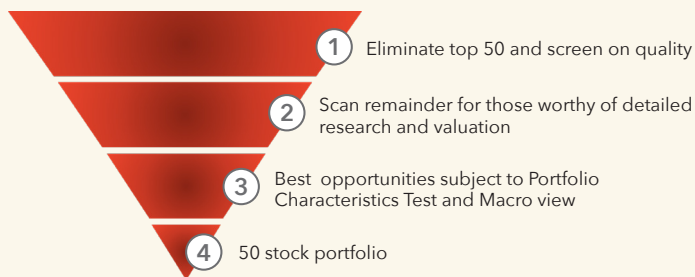 1 Eliminate top 50 and screen on quality
2 Scan remainder for those worthy of detailed
research and valuation
3 Best opportunities subject to Portfolio
Characteristics Test and Macro view
4 50 stock portfolio